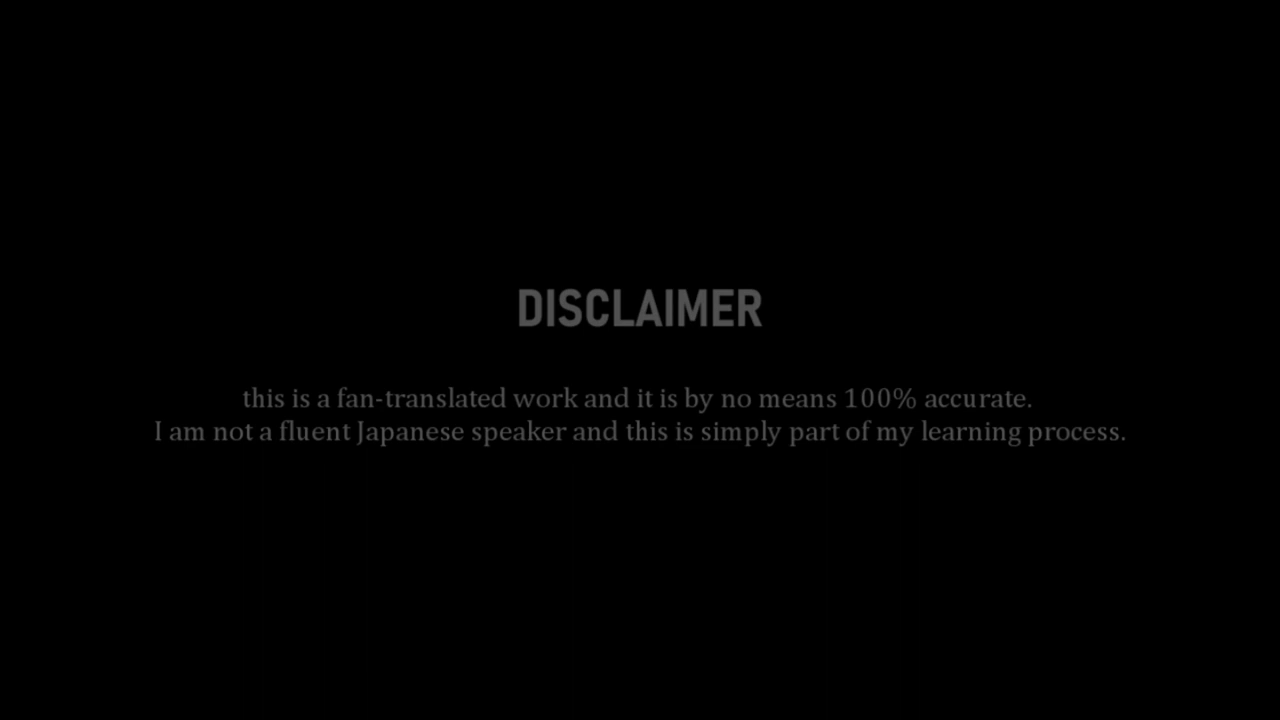 DISCLAIMER
this is a fan-translated work and it is by no means 100% accurate.
I am not a fluent Japanese speaker and this is simply part of my learning process.